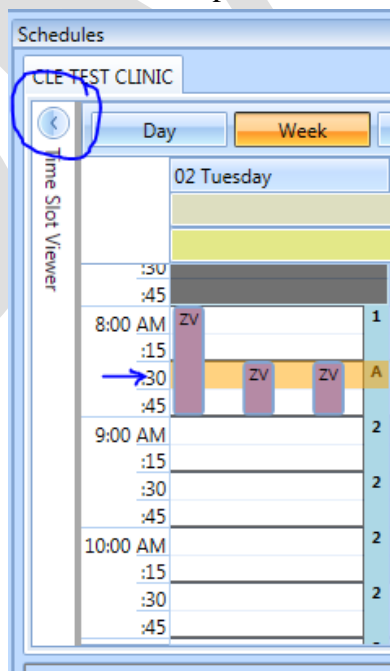 Schedules
CLE TEST CLINIC
Day Week
Time Slot Viewer
02 Tuesday
:30
:45
8:00 AM ZV 1
:15
:30 ZV ZV A
:45
9:00 AM 2
:15
:30 2
:45
10:00 AM 2
:15
:30 2
:45